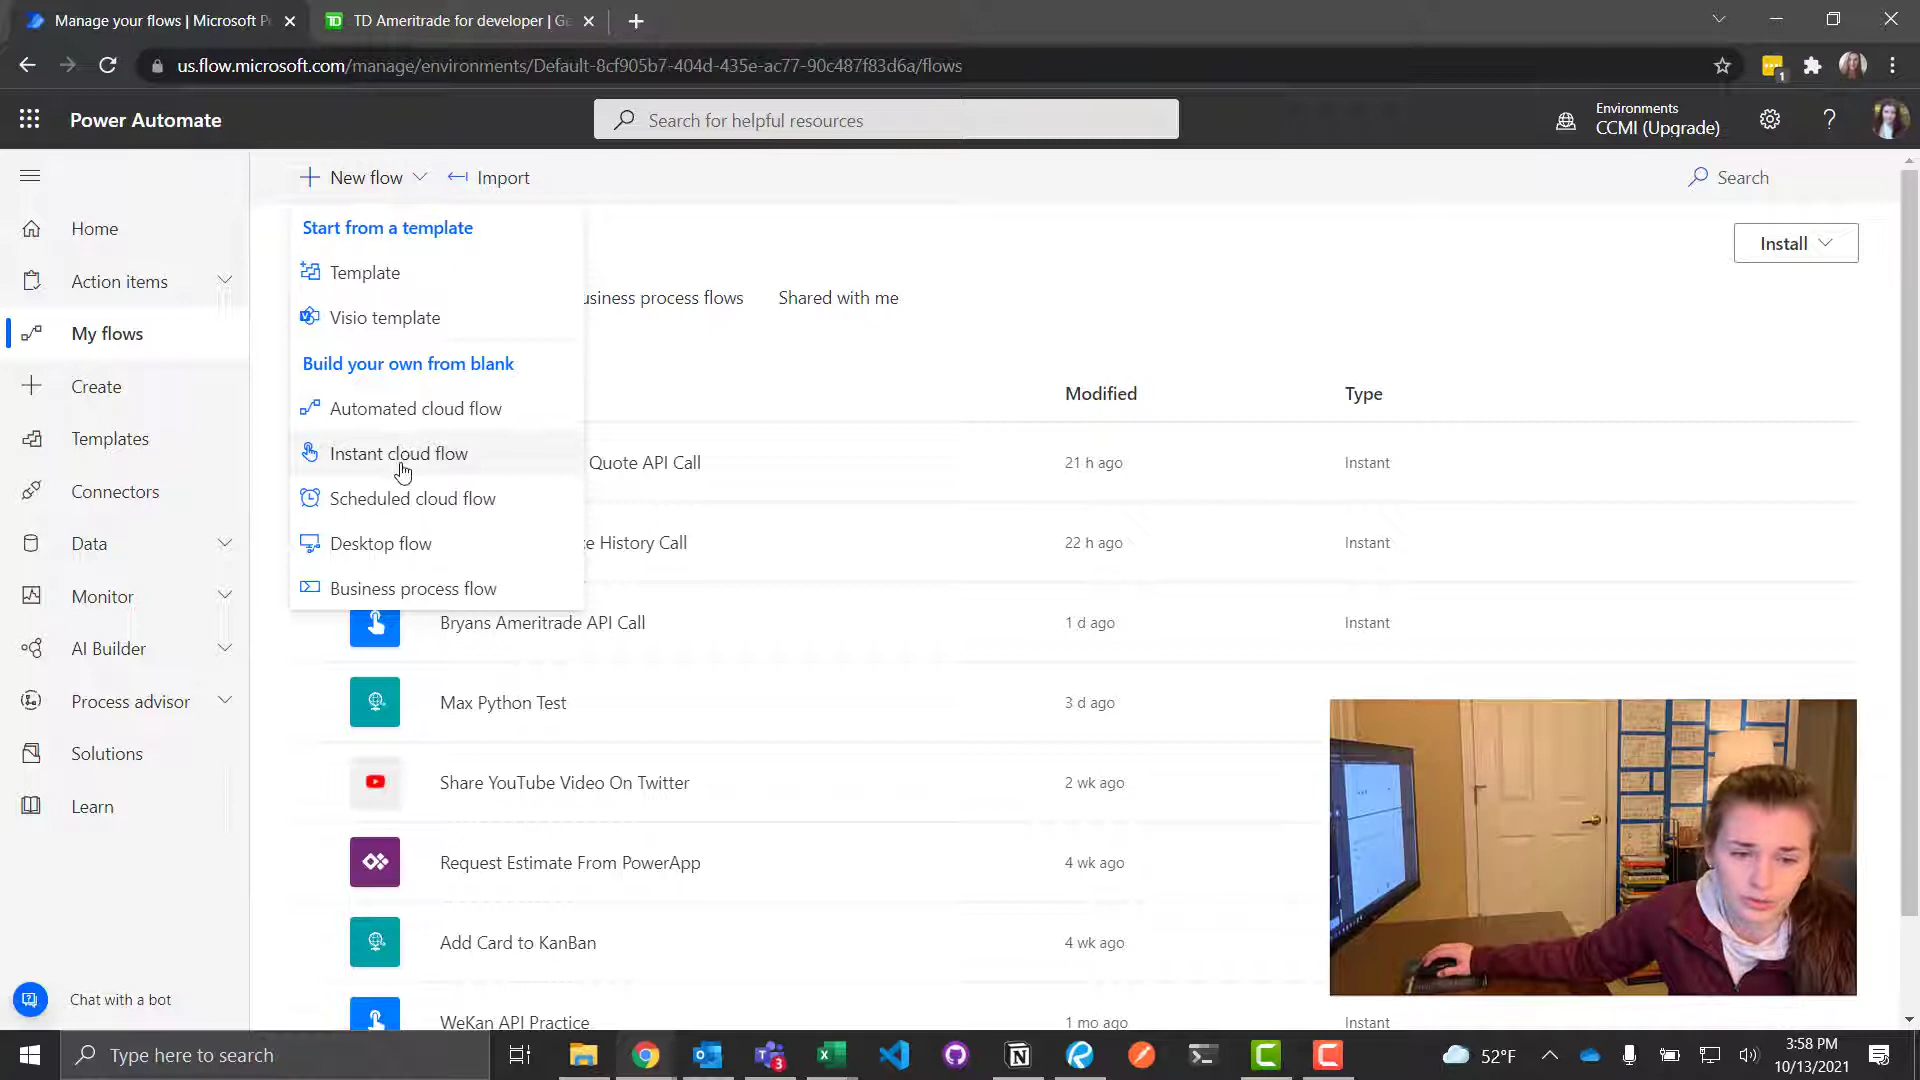 Manage your flows | Microsoft P
TD Ameritrade for developer | Ge
us.flow.microsoft.com/manage/environments/Default-8cf905b7-404d-435e-ac77-90c487f83d6a/flows
1
Power Automate
Search for helpful resources
Environments
CCMI (Upgrade)
New flow
Import
Search
Start from a template
Template
Visio template
Build your own from blank
Automated cloud flow
Instant cloud flow
Scheduled cloud flow
Desktop flow
Business process flow
Install
Home
Action items
My flows
Create
Templates
Connectors
Data
Monitor
AI Builder
Process advisor
Solutions
Learn
Chat with a bot
usiness process flows
Shared with me
Modified
Type
Quote API Call
21 h ago
Instant
ce History Call
22 h ago
Instant
Bryans Ameritrade API Call
1 d ago
Instant
Max Python Test
3 d ago
Share YouTube Video On Twitter
2 wk ago
Request Estimate From PowerApp
4 wk ago
Add Card to KanBan
4 wk ago
WeKan API Practice
1 mo ago
Instant
Type here to search
3
52°F
3:58 PM
10/13/2021